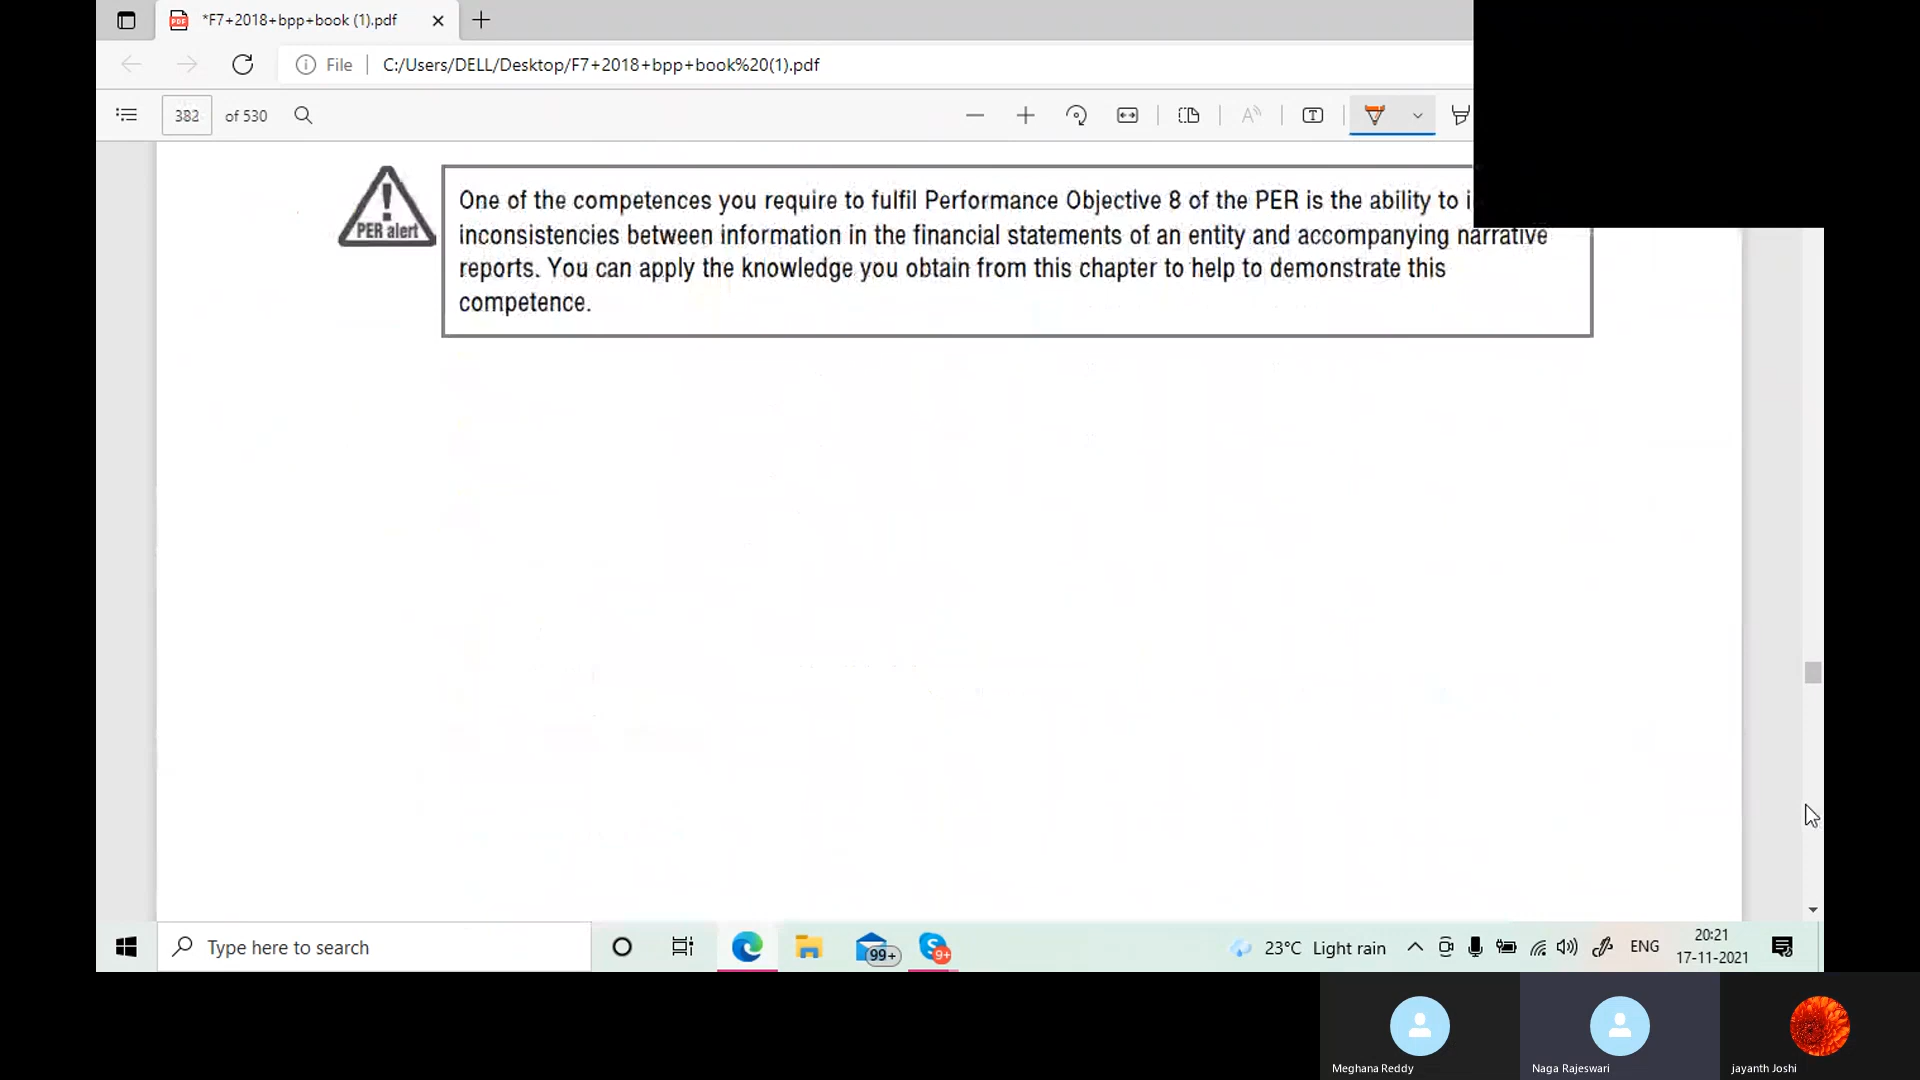 *F7+2018+bpp+book (1).pdf
File
C:/Users/DELL/Desktop/F7+2018+bpp+book%20(1).pdf
382 of 530
PER alert
One of the competences you require to fulfil Performance Objective 8 of the PER is the ability to
inconsistencies between information in the financial statements of an entity and accompanying narrative
reports. You can apply the knowledge you obtain from this chapter to help to demonstrate this
competence.
Type here to search
99+
9+
23°C Light rain
ENG
20:21
17-11-2021
Meghana Reddy
Naga Rajeswari
jayanth Joshi